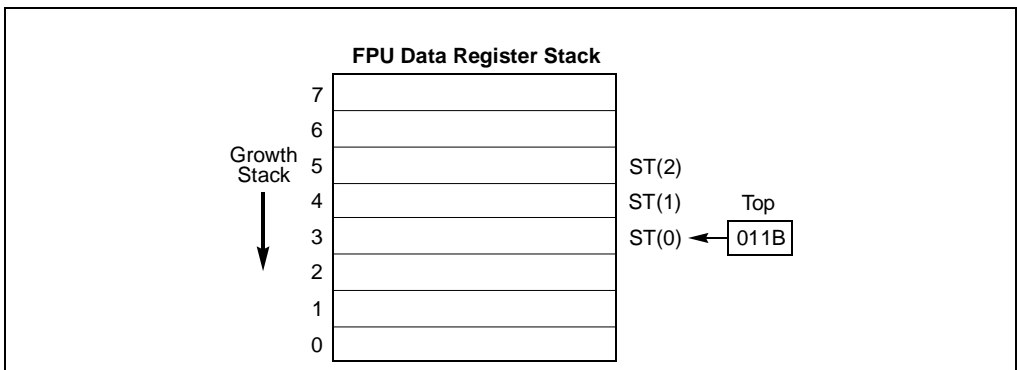 FPU Data Register Stack
7
6
Growth
Stack
5
ST(2)
4
ST(1)
Top
3
ST(0)
011B
2
1
0